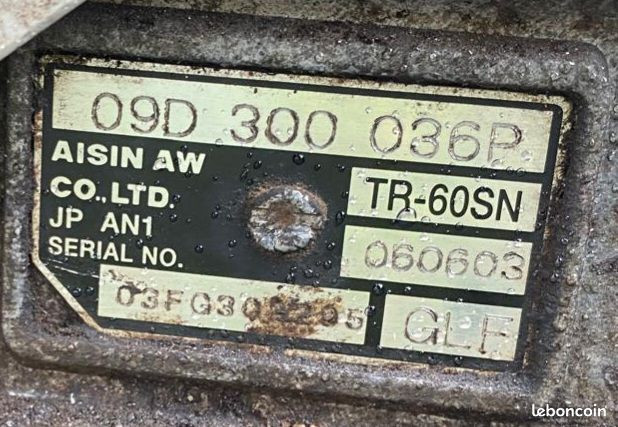 09D 300 036P
AISIN AW
CO.,LTD.
JP AN1
SERIAL NO.
TR-60SN
060603
GLF
leboncoin